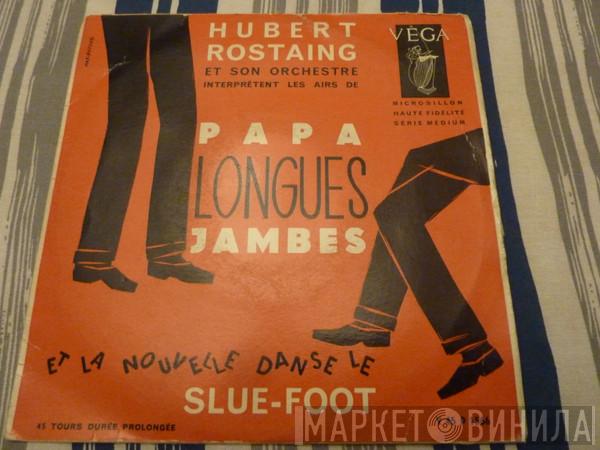 HUBERT
ROSTAING
ET SON ORCHESTRE
INTERPRÈTENT LES AIRS DE
VÉGA
MICROSILLON
HAUTE FIDÉLITÉ
SÉRIE MÉDIUM
PAPA
LONGUES
JAMBES
ET LA NOUVELLE DANSE LE
SLUE-FOOT
45 TOURS DURÉE PROLONGÉE
МАРКЕТ ВИНИЛА